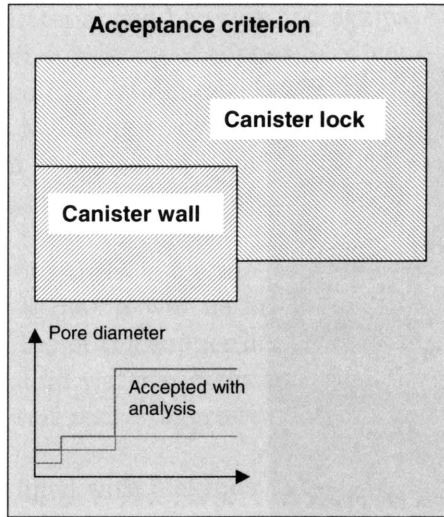 Acceptance criterion
Canister lock
Canister wall
Pore diameter
Accepted with
analysis